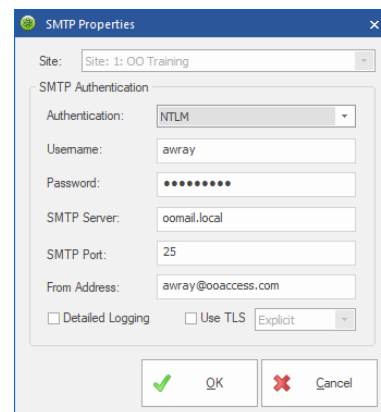 SMTP Properties
Site: Site: 1: OO Training
SMTP Authentication
Authentication: NTLM
Username: awray
Password: ●●●●●●●●●
SMTP Server: oomail.local
SMTP Port: 25
From Address: awray@ooaccess.com
Detailed Logging Use TLS Explicit
OK Cancel